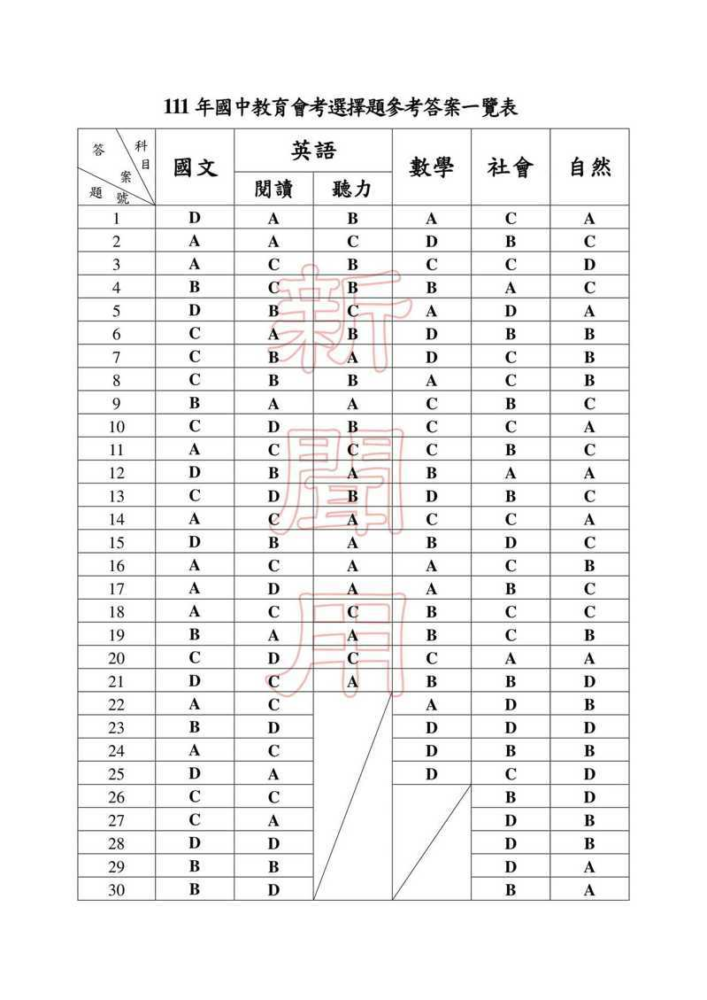 111 年國中教育會考選擇題參考答案一覽表
答案 科目 題號 國文 英語 數學 社會 自然
閱讀 聽力
1 D A B A C A
2 A A C D B C
3 A C B C C D
4 B C B B A C
5 D B C A D A
6 C A B D B B
7 C B A D C B
8 C B B A C B
9 B A A C B C
10 C D B C C A
11 A C C C B C
12 D B A B A A
13 C D B D B C
14 A C A C C A
15 D B A B D C
16 A C A A C B
17 A D A A B C
18 A C C B C C
19 B A A B C B
20 C D C C A A
21 D C A B B D
22 A C A D B
23 B D D D D
24 A C D B B
25 D A D C D
26 C C B D
27 C A D B
28 D D D B
29 B B D A
30 B D B A
新聞用